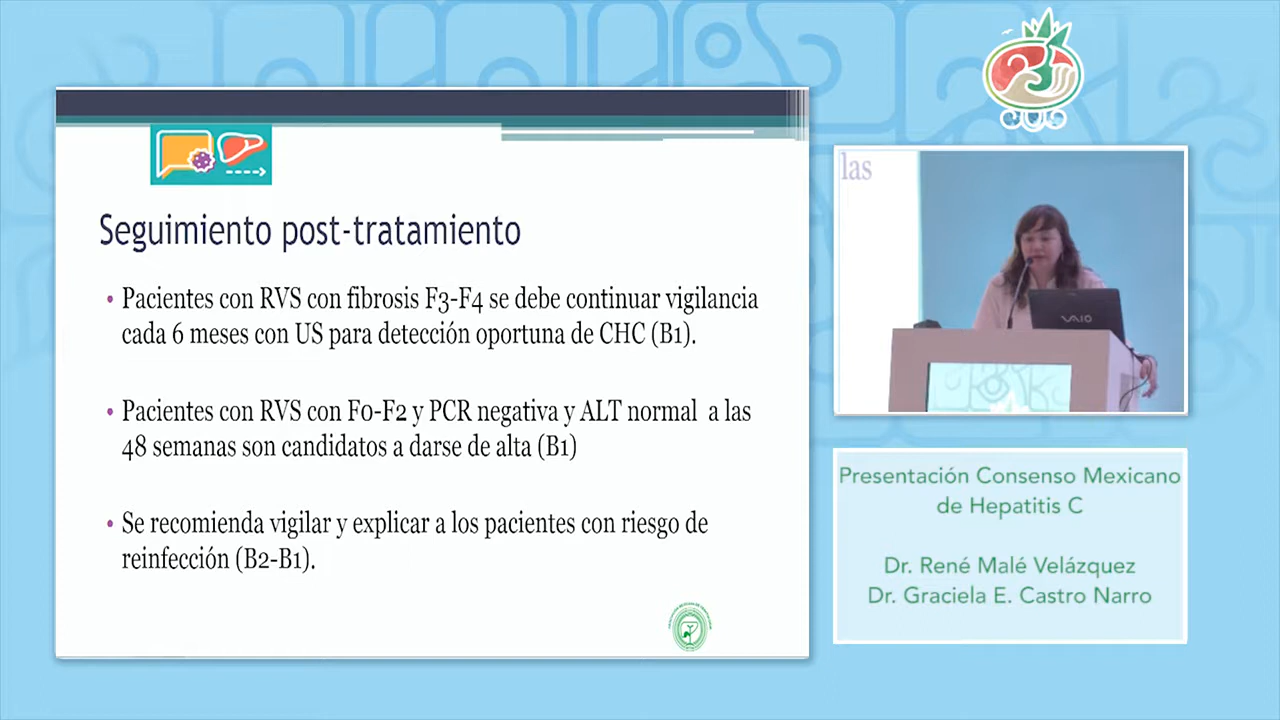 Seguimiento post-tratamiento
• Pacientes con RVS con fibrosis F3-F4 se debe continuar vigilancia
cada 6 meses con US para detección oportuna de CHC (B1).
• Pacientes con RVS con F0-F2 y PCR negativa y ALT normal a las
48 semanas son candidatos a darse de alta (B1)
• Se recomienda vigilar y explicar a los pacientes con riesgo de
reinfección (B2-B1).
las
VAIO
Presentación Consenso Mexicano
de Hepatitis C
Dr. René Malé Velázquez
Dr. Graciela E. Castro Narro